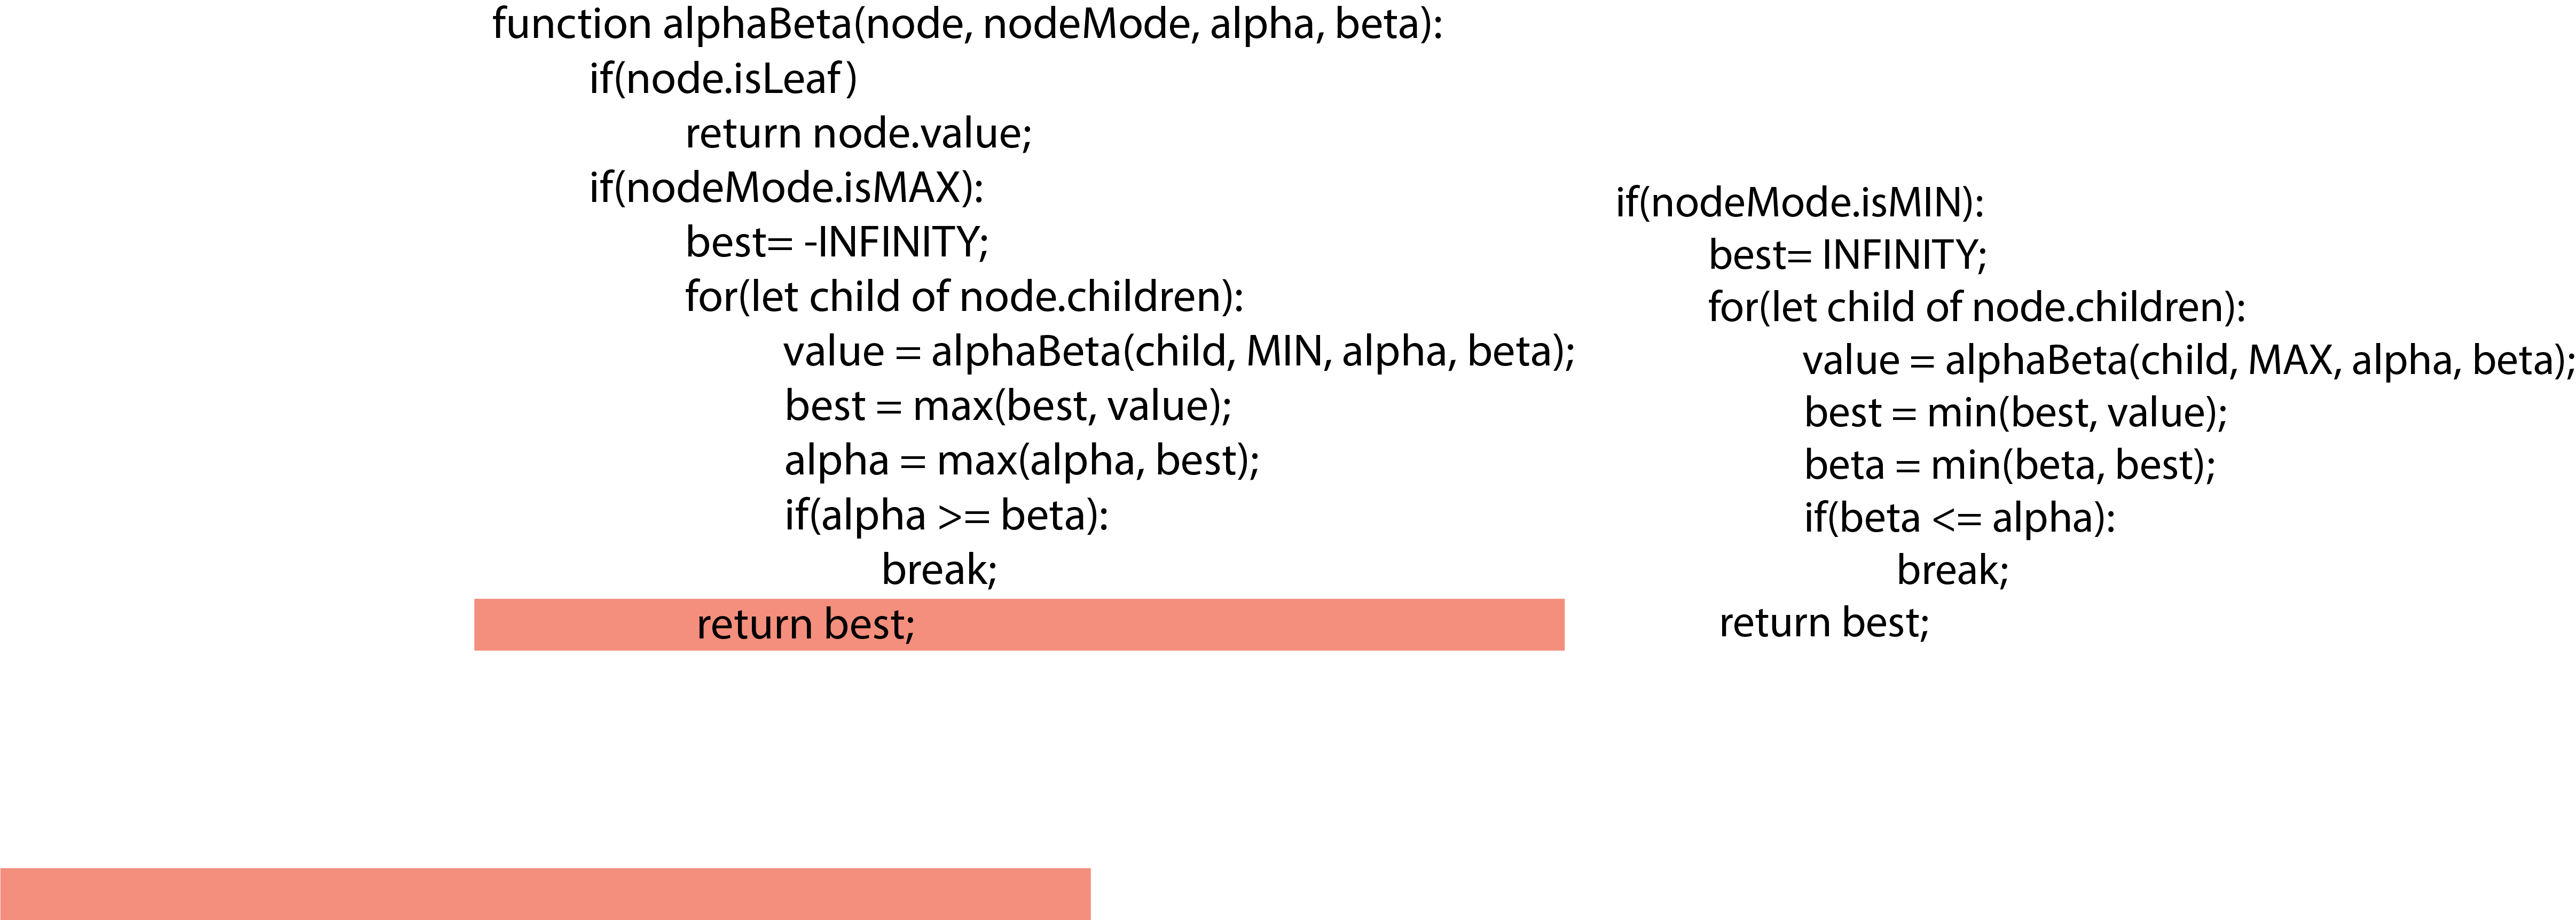 function alphaBeta(node, nodeMode, alpha, beta):
if(node.isLeaf)
return node.value;
if(nodeMode.isMAX):
best= -INFINITY;
for(let child of node.children):
value = alphaBeta(child, MIN, alpha, beta);
best = max(best, value);
alpha = max(alpha, best);
if(alpha >= beta):
break;
return best;
if(nodeMode.isMIN):
best= INFINITY;
for(let child of node.children):
value = alphaBeta(child, MAX, alpha, beta);
best = min(best, value);
beta = min(beta, best);
if(beta <= alpha):
break;
return best;